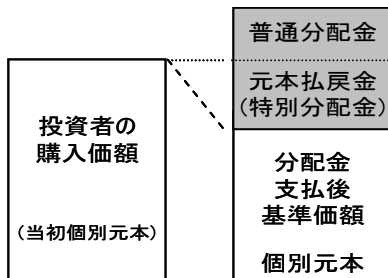 投資者の
購入価額
(当初個別元本)
普通分配金
元本払戻金
(特別分配金)
分配金
支払後
基準価額
個別元本